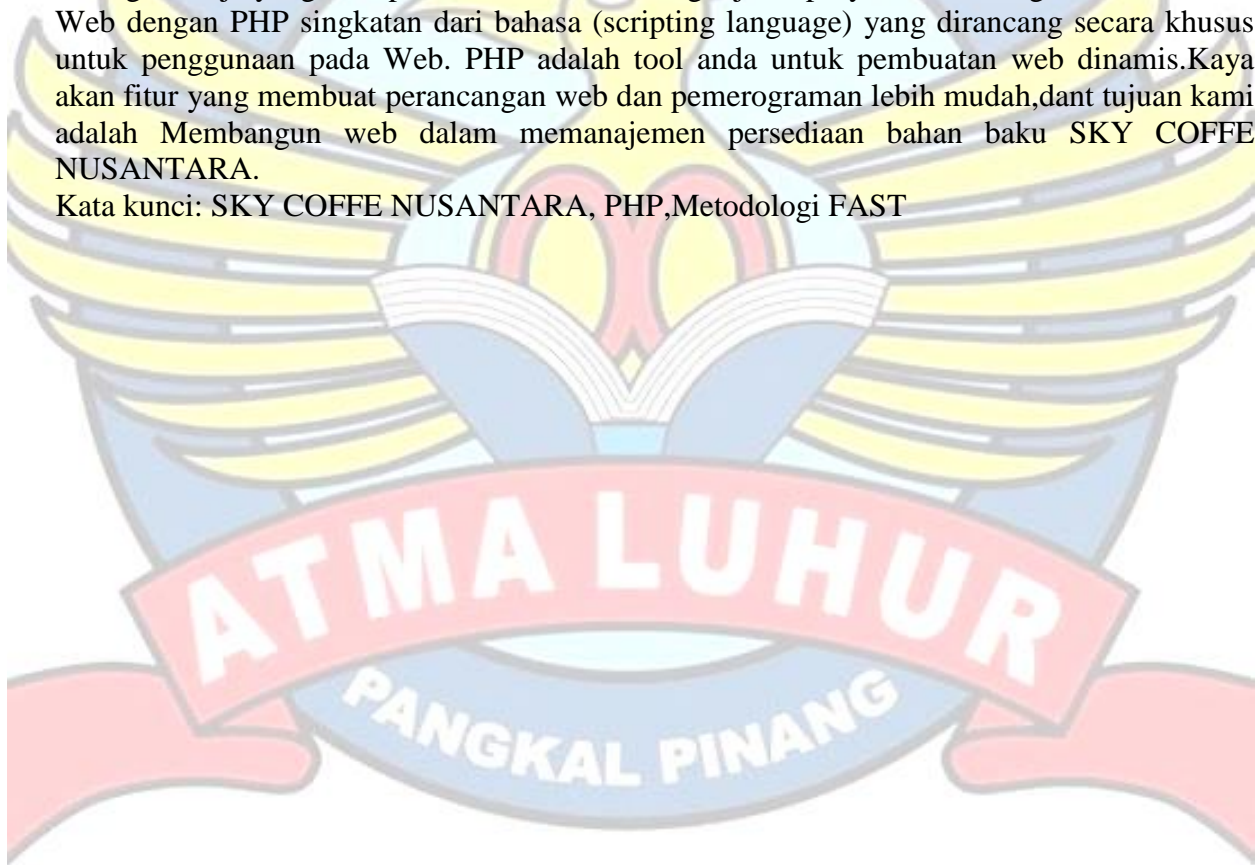 Web dengan PHP singkatan dari bahasa (scripting language) yang dirancang secara khusus
untuk penggunaan pada Web. PHP adalah tool anda untuk pembuatan web dinamis.Kaya
akan fitur yang membuat perancangan web dan pemerograman lebih mudah,dant tujuan kami
adalah Membangun web dalam memanajemen persediaan bahan baku SKY COFFE
NUSANTARA.
Kata kunci: SKY COFFE NUSANTARA, PHP,Metodologi FAST
ATMA LUHUR
PANGKAL PINANG